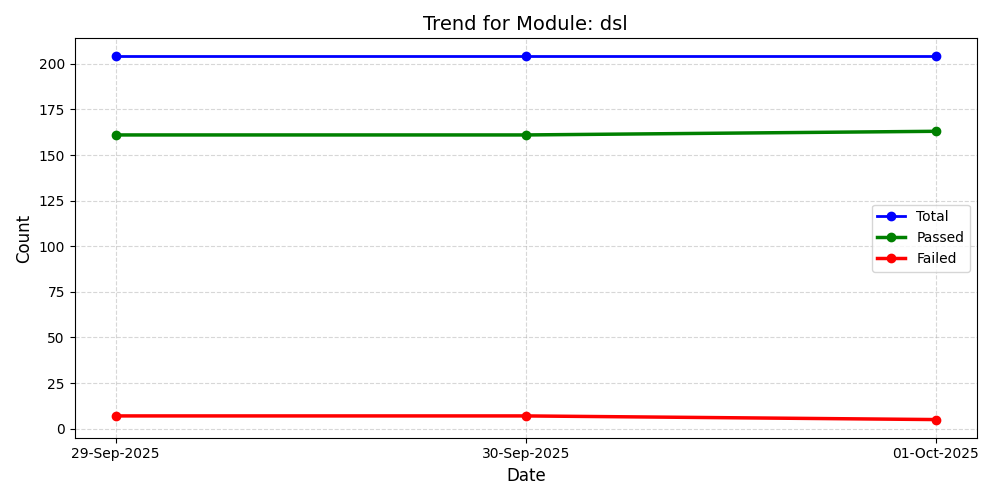 Trend for Module: dsl
200
175
150
125
100
75
50
25
0
Count
Total
Passed
Failed
29-Sep-2025
30-Sep-2025
01-Oct-2025
Date